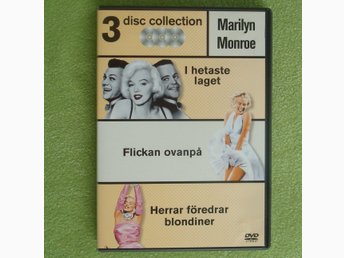 3 disc collection
Marilyn
Monroe
I hetaste
laget
Flickan ovanpå
Herrar föredrar
blondiner
DVD